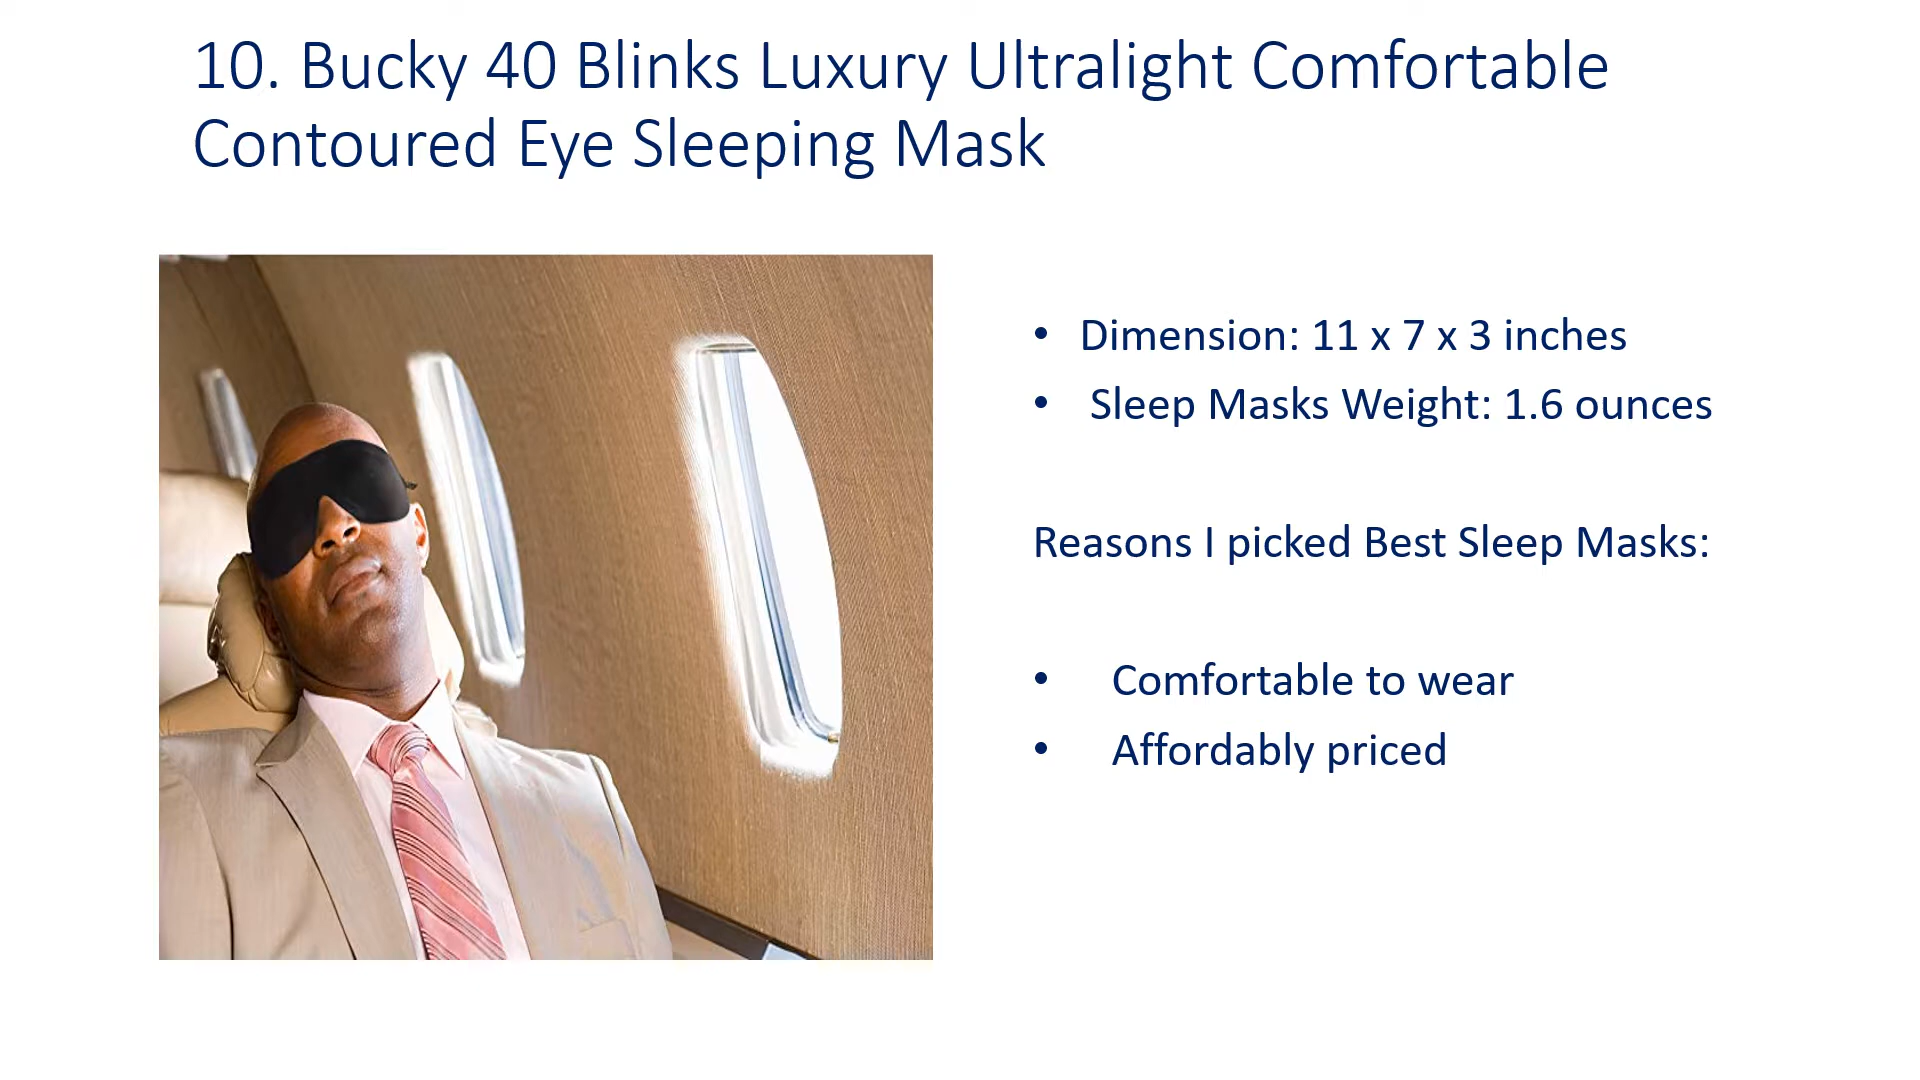 10. Bucky 40 Blinks Luxury Ultralight Comfortable
Contoured Eye Sleeping Mask
• Dimension: 11 x 7 x 3 inches
• Sleep Masks Weight: 1.6 ounces
Reasons I picked Best Sleep Masks:
• Comfortable to wear
• Affordably priced